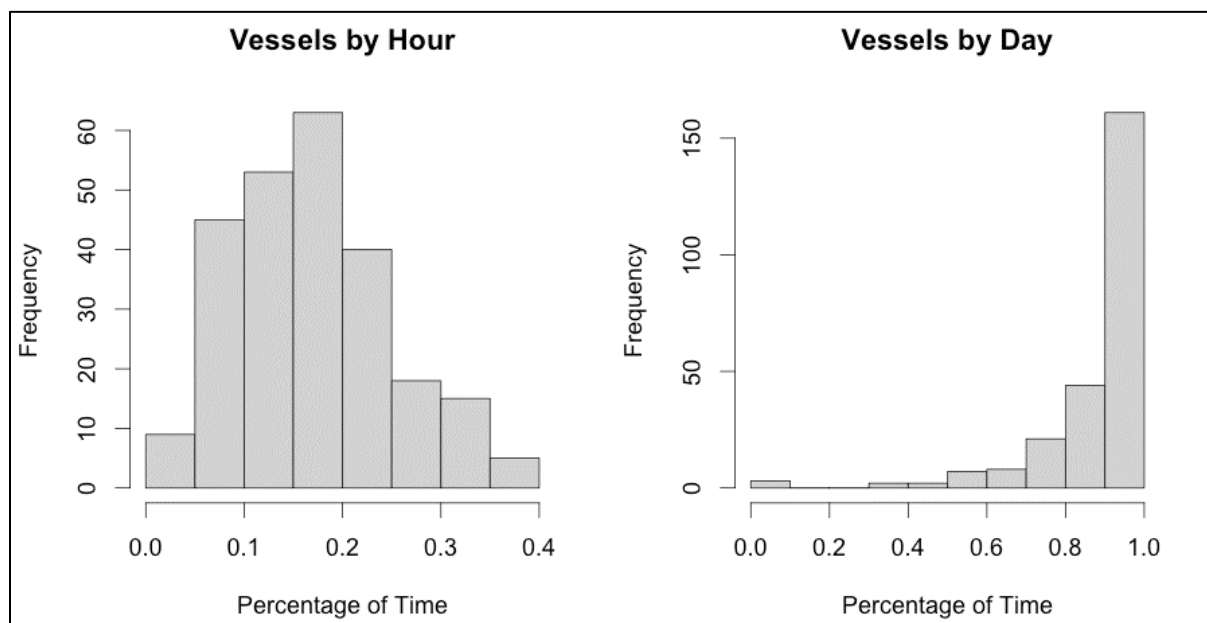 Vessels by Hour
Frequency
0 10 20 30 40 50 60
0.0 0.1 0.2 0.3 0.4
Percentage of Time
Vessels by Day
Frequency
0 50 100 150
0.0 0.2 0.4 0.6 0.8 1.0
Percentage of Time